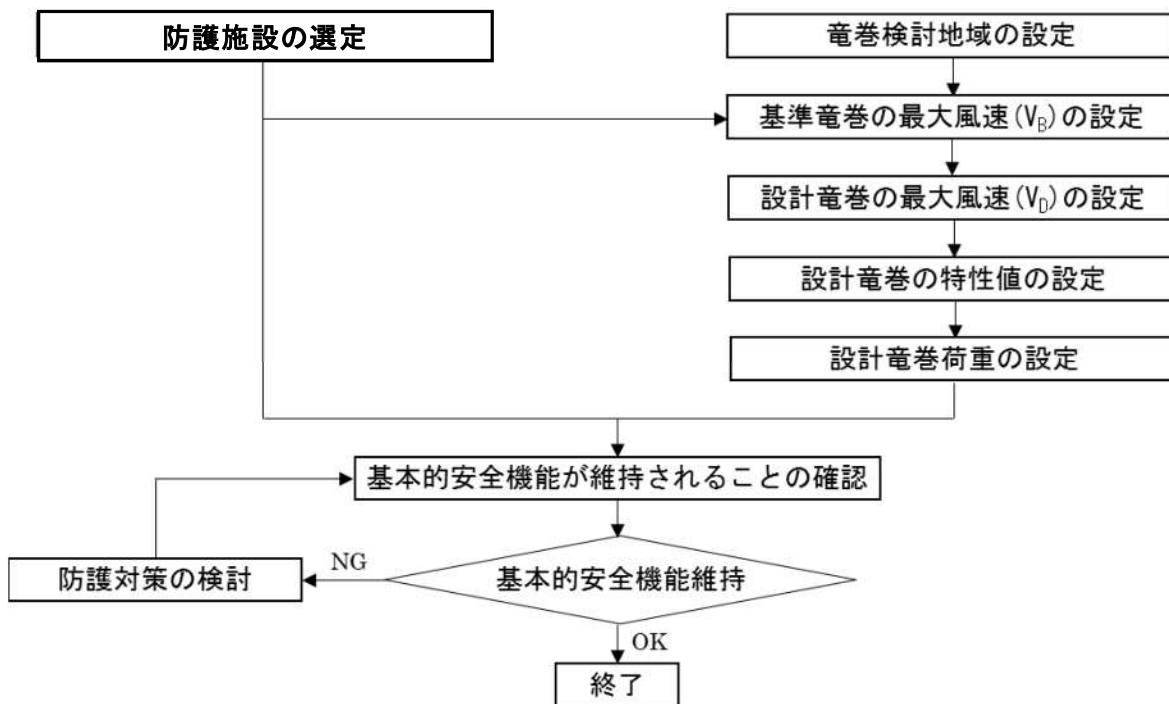 防護施設の選定
竜巻検討地域の設定
基準竜巻の最大風速(V_B)の設定
設計竜巻の最大風速(V_D)の設定
設計竜巻の特性値の設定
設計竜巻荷重の設定
基本的安全機能が維持されることの確認
防護対策の検討
NG
基本的安全機能維持
OK
終了